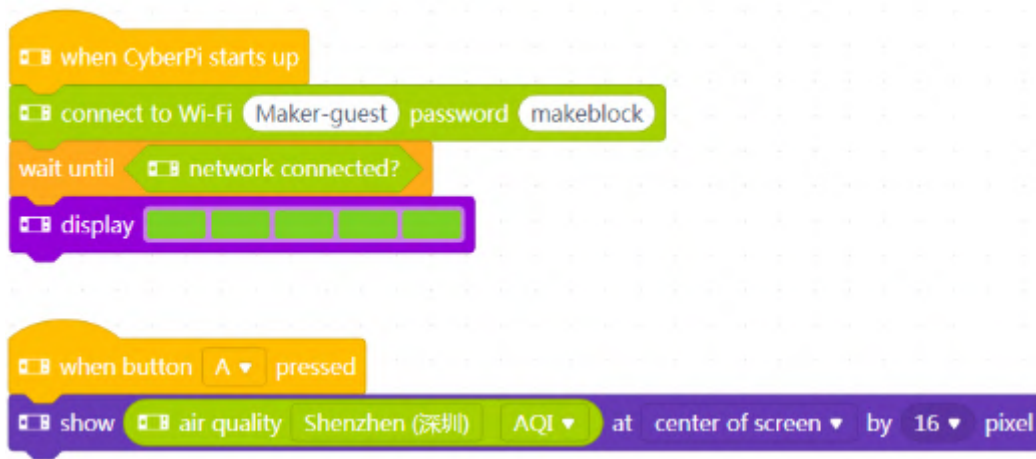 when CyberPi starts up
connect to Wi-Fi Maker-guest password makeblock
wait until network connected?
display
when button A pressed
show air quality Shenzhen (深圳) AQI at center of screen by 16 pixel